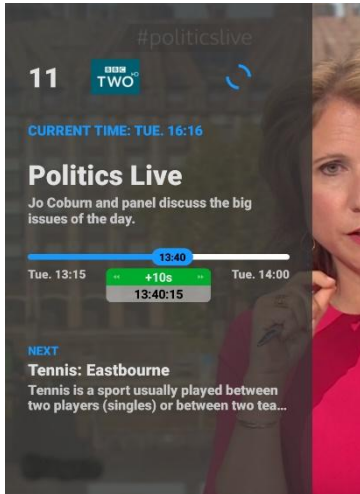 #politicslive
11
BBC
TWO HD
CURRENT TIME: TUE. 16:16
Politics Live
Jo Coburn and panel discuss the big
issues of the day.
13:40
Tue. 13:15
+10s
Tue. 14:00
13:40:15
NEXT
Tennis: Eastbourne
Tennis is a sport usually played between
two players (singles) or between two tea...